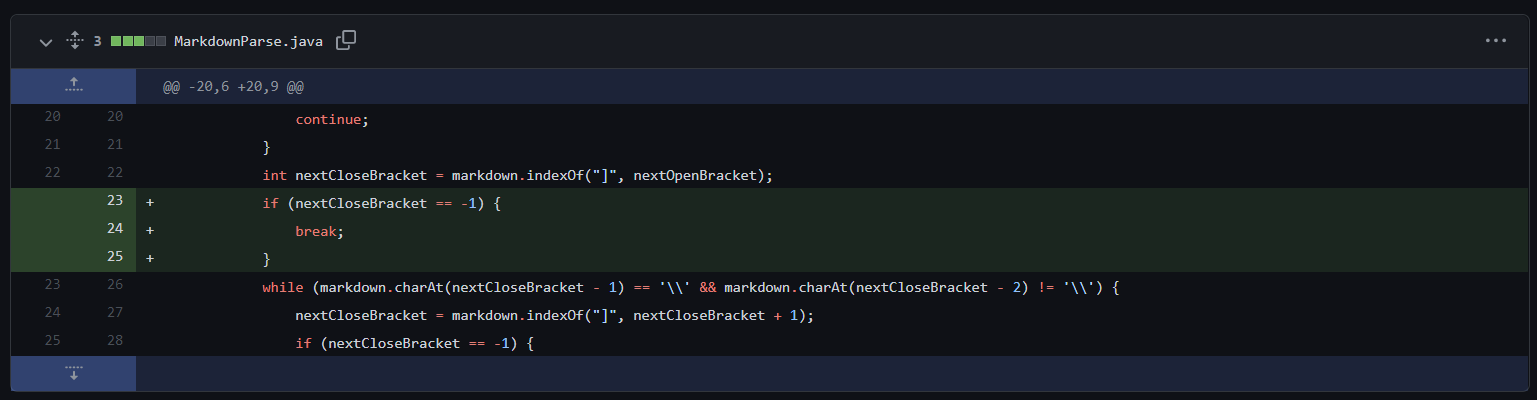 3 MarkdownParse.java ...
@@ -20,6 +20,9 @@
20 20 continue;
21 21 }
22 22 int nextCloseBracket = markdown.indexOf("]", nextOpenBracket);
23 + if (nextCloseBracket == -1) {
24 + break;
25 + }
23 26 while (markdown.charAt(nextCloseBracket - 1) == '\\' && markdown.charAt(nextCloseBracket - 2) != '\\') {
24 27 nextCloseBracket = markdown.indexOf("]", nextCloseBracket + 1);
25 28 if (nextCloseBracket == -1) {